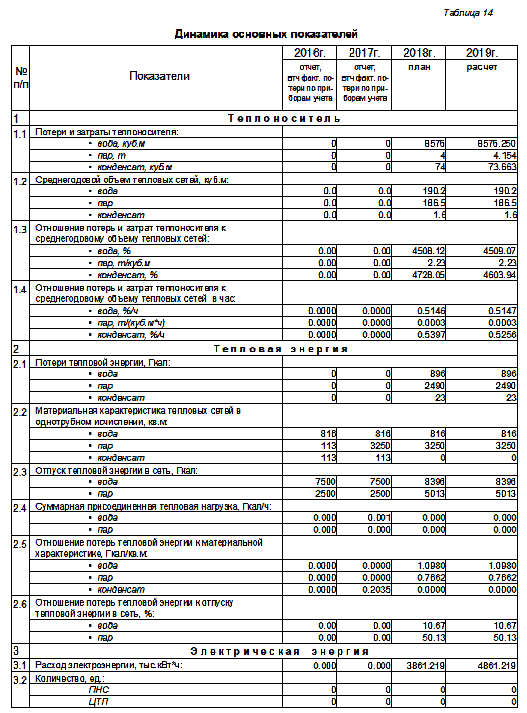 Таблица 14
Динамика основных показателей
№ п/п Показатели 2016г. 2017г. 2018г. 2019г.
отчет, отчет, план расчет
втч факт. по- втч факт. по-
тери по при- тери по при-
борам учета борам учета
1 Теплоноситель
1.1 Потери и затраты теплоносителя:
• вода, куб.м 0 0 8576 8576.250
• пар, т 0 0 4 4.154
• конденсат, куб.м 0 0 74 73.663
1.2 Среднегодовой объем тепловых сетей, куб.м:
• вода 0.0 0.0 190.2 190.2
• пар 0.0 0.0 186.5 186.5
• конденсат 0.0 0.0 1.6 1.6
1.3 Отношение потерь и затрат теплоносителя к
среднегодовому объему тепловых сетей:
• вода, % 0.00 0.00 4508.12 4509.07
• пар, т/куб.м 0.00 0.00 2.23 2.23
• конденсат, % 0.00 0.00 4728.05 4603.94
1.4 Отношение потерь и затрат теплоносителя к
среднегодовому объему тепловых сетей в час:
• вода, %/ч 0.0000 0.0000 0.5146 0.5147
• пар, т/(куб.м*ч) 0.0000 0.0000 0.0003 0.0003
• конденсат, %/ч 0.0000 0.0000 0.5397 0.5256
2 Тепловая энергия
2.1 Потери тепловой энергии, Гкал:
• вода 0 0 896 896
• пар 0 0 2490 2490
• конденсат 0 0 23 23
2.2 Материальная характеристика тепловых сетей в
однотрубном исчислении, кв.м:
• вода 816 816 816 816
• пар 113 3250 3250 3250
• конденсат 113 113 0 0
2.3 Отпуск тепловой энергии в сеть, Гкал:
• вода 7500 7500 8396 8396
• пар 2500 2500 5013 5013
2.4 Суммарная присоединенная тепловая нагрузка, Гкал/ч:
• вода 0.000 0.001 0.000 0.000
• пар 0.000 0.000 0.000 0.000
2.5 Отношение потерь тепловой энергии к материальной
характеристике, Гкал/кв.м:
• вода 0.0000 0.0000 1.0980 1.0980
• пар 0.0000 0.0000 0.7662 0.7662
• конденсат 0.0000 0.2035 0.0000 0.0000
2.6 Отношение потерь тепловой энергии к отпуску
тепловой энергии в сеть, %:
• вода 0.00 0.00 10.67 10.67
• пар 0.00 0.00 50.13 50.13
3 Электрическая энергия
3.1 Расход электроэнергии, тыс.кВт*ч: 0.000 0.000 3861.219 4861.219
3.2 Количество, ед.:
ПНС 0 0 0 0
ЦТП 0 0 0 0